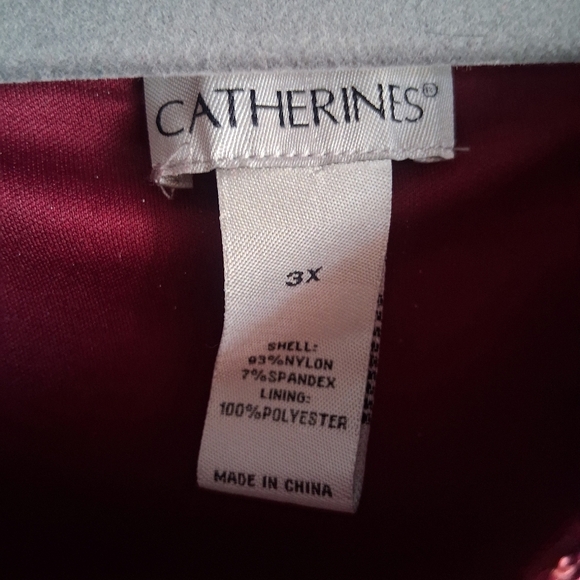 CATHERINES®
3X
SHELL:
93%NYLON
7%SPANDEX
LINING:
100%POLYESTER
MADE IN CHINA